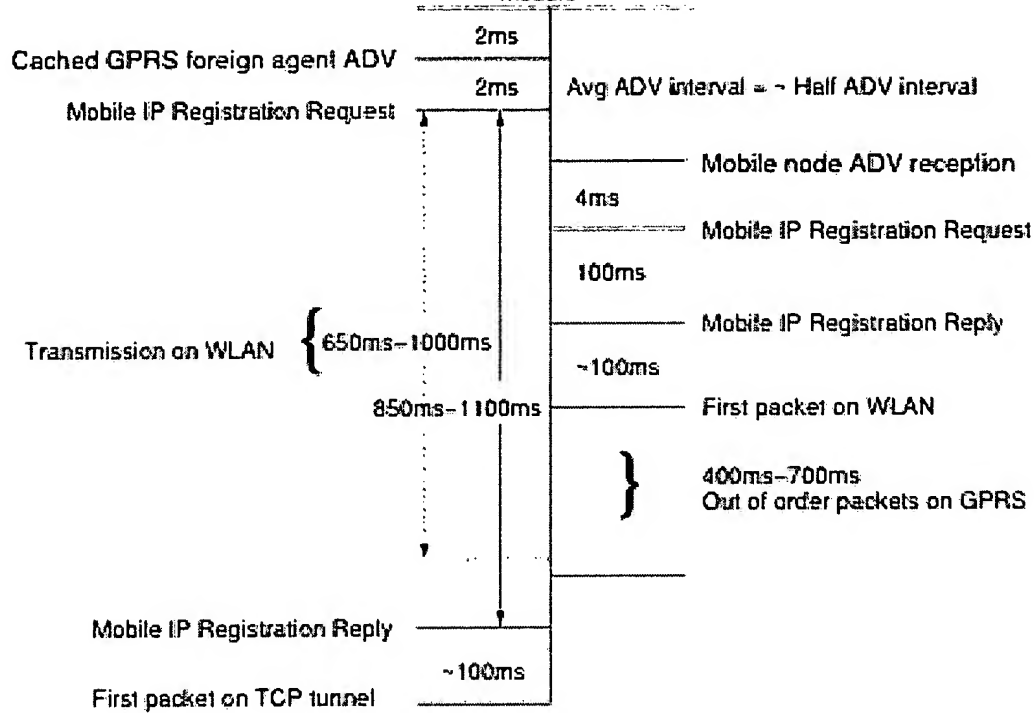 2ms
Cached GPRS foreign agent ADV
2ms
Avg ADV interval = ~ Half ADV interval
Mobile IP Registration Request
Mobile node ADV reception
4ms
Mobile IP Registration Request
100ms
Mobile IP Registration Reply
Transmission on WLAN
650ms-1000ms
~100ms
850ms-1100ms
First packet on WLAN
400ms-700ms
Out of order packets on GPRS
Mobile IP Registration Reply
~100ms
First packet on TCP tunnel